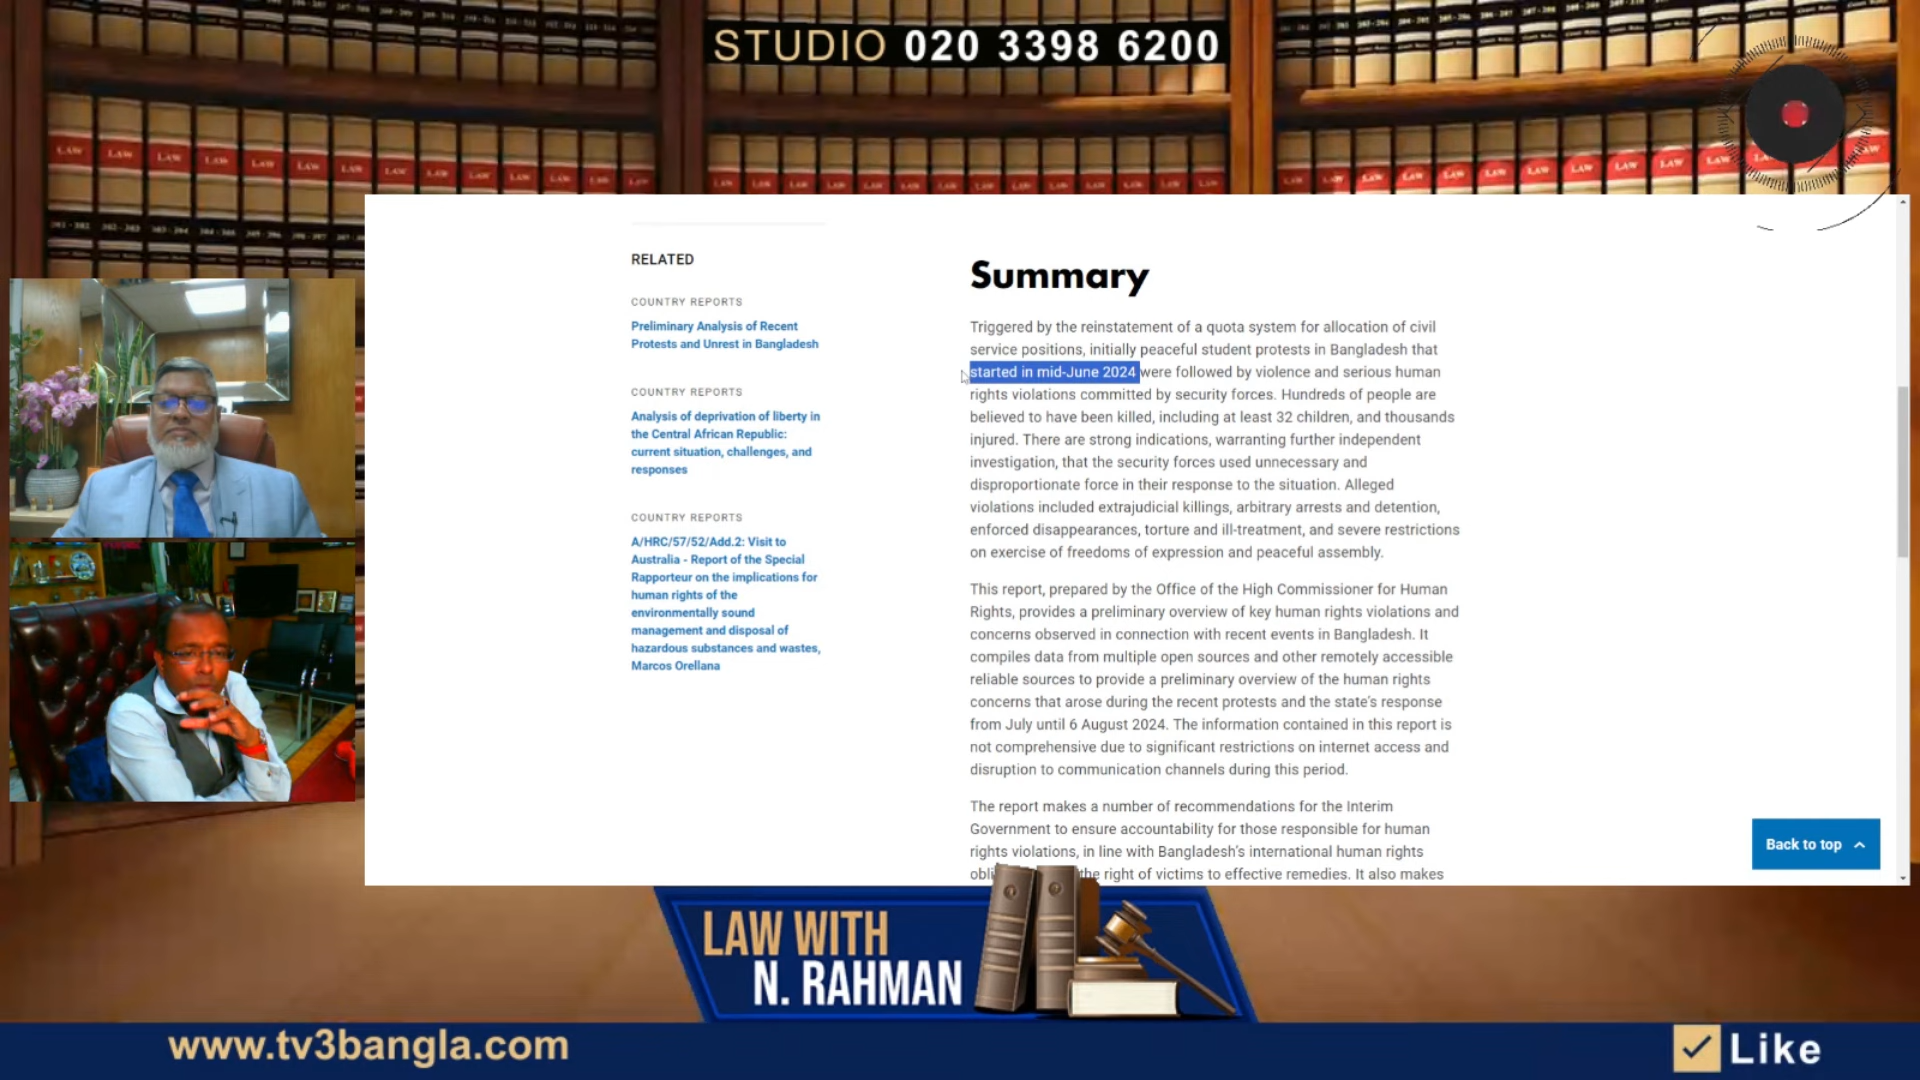 STUDIO 020 3398 6200
LAW LAW LAW LAW LAW LAW LAW LAW LAW LAW LAW LAW LAW
RELATED
COUNTRY REPORTS
Preliminary Analysis of Recent
Protests and Unrest in Bangladesh
COUNTRY REPORTS
Analysis of deprivation of liberty in
the Central African Republic:
current situation, challenges, and
responses
COUNTRY REPORTS
A/HRC/57/52/Add.2: Visit to
Australia - Report of the Special
Rapporteur on the implications for
human rights of the
environmentally sound
management and disposal of
hazardous substances and wastes,
Marcos Orellana
Summary
Triggered by the reinstatement of a quota system for allocation of civil
service positions, initially peaceful student protests in Bangladesh that
started in mid-June 2024 were followed by violence and serious human
rights violations committed by security forces. Hundreds of people are
believed to have been killed, including at least 32 children, and thousands
injured. There are strong indications, warranting further independent
investigation, that the security forces used unnecessary and
disproportionate force in their response to the situation. Alleged
violations included extrajudicial killings, arbitrary arrests and detention,
enforced disappearances, torture and ill-treatment, and severe restrictions
on exercise of freedoms of expression and peaceful assembly.
This report, prepared by the Office of the High Commissioner for Human
Rights, provides a preliminary overview of key human rights violations and
concerns observed in connection with recent events in Bangladesh. It
compiles data from multiple open sources and other remotely accessible
reliable sources to provide a preliminary overview of the human rights
concerns that arose during the recent protests and the state's response
from July until 6 August 2024. The information contained in this report is
not comprehensive due to significant restrictions on internet access and
disruption to communication channels during this period.
The report makes a number of recommendations for the Interim
Government to ensure accountability for those responsible for human
rights violations, in line with Bangladesh's international human rights
the right of victims to effective remedies. It also makes
Back to top
LAW WITH
N. RAHMAN
www.tv3bangla.com
Like